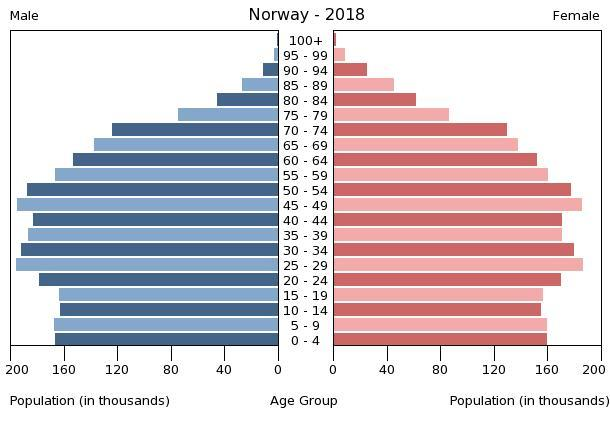 Male Norway - 2018 Female
100+
95 - 99
90 - 94
85 - 89
80 - 84
75 - 79
70 - 74
65 - 69
60 - 64
55 - 59
50 - 54
45 - 49
40 - 44
35 - 39
30 - 34
25 - 29
20 - 24
15 - 19
10 - 14
5 - 9
0 - 4
200 160 120 80 40 0 0 40 80 120 160 200
Population (in thousands) Age Group Population (in thousands)